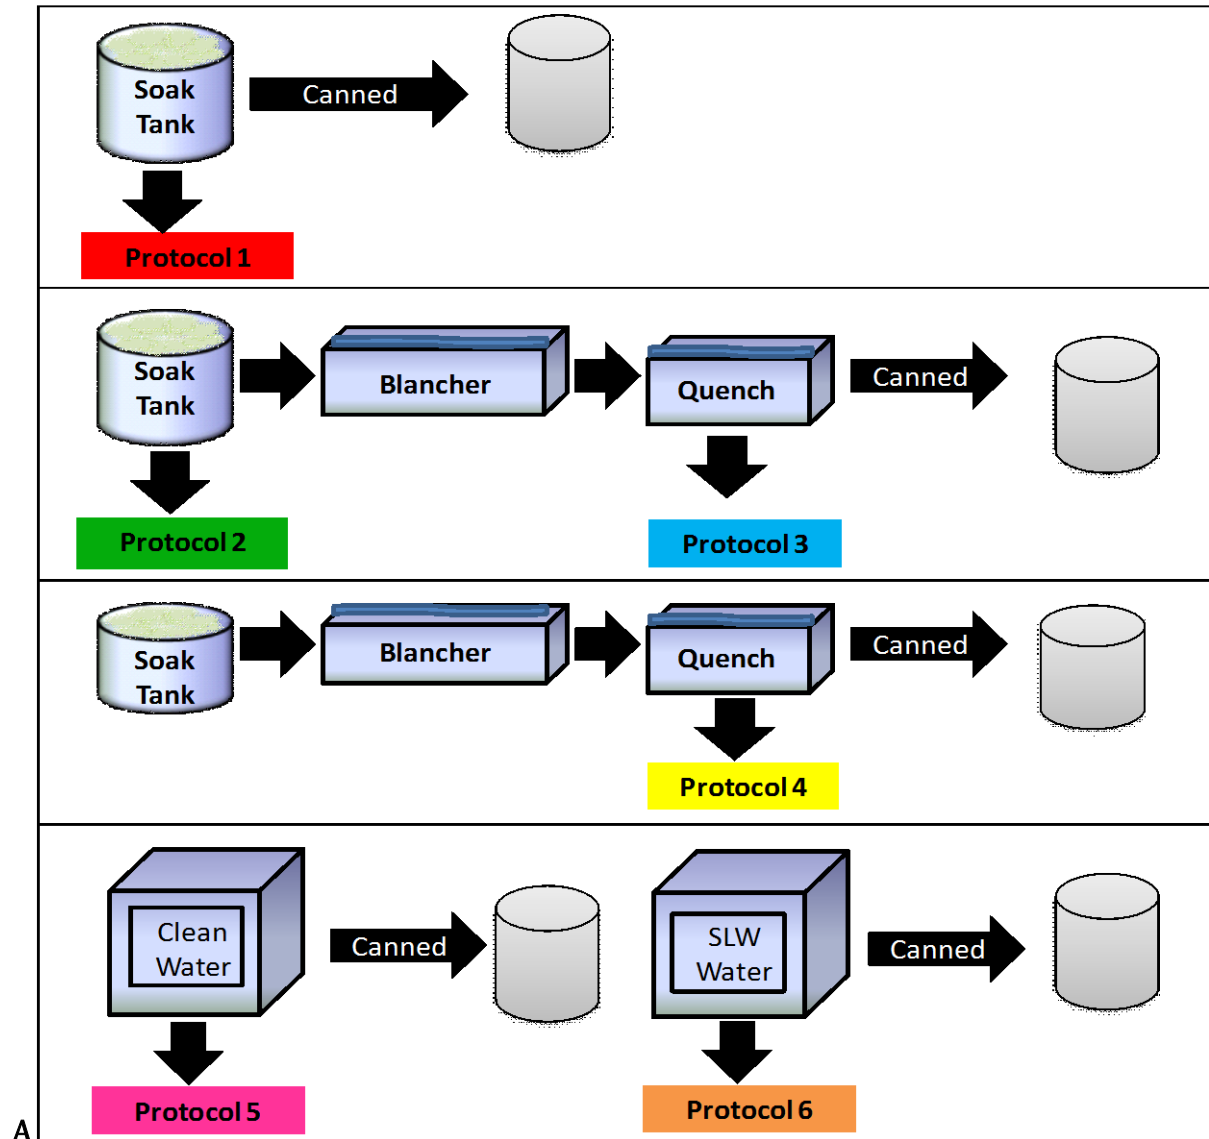 Soak
Tank
Canned
Protocol 1
Soak
Tank
Blancher
Quench
Canned
Protocol 2
Protocol 3
Soak
Tank
Blancher
Quench
Canned
Protocol 4
Clean
Water
Canned
SLW
Water
Canned
Protocol 5
Protocol 6
A